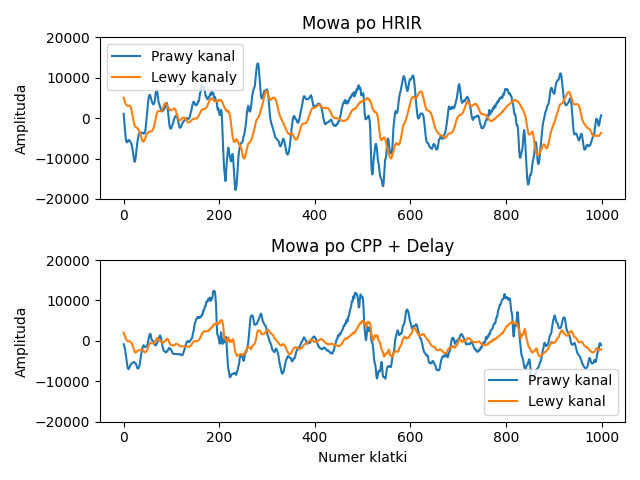 Mowa po HRIR
20000
10000
0
−10000
−20000
Amplituda
Prawy kanal
Lewy kanaly
0
200
400
600
800
1000
Mowa po CPP + Delay
20000
10000
0
−10000
−20000
Amplituda
Prawy kanal
Lewy kanal
0
200
400
600
800
1000
Numer klatki